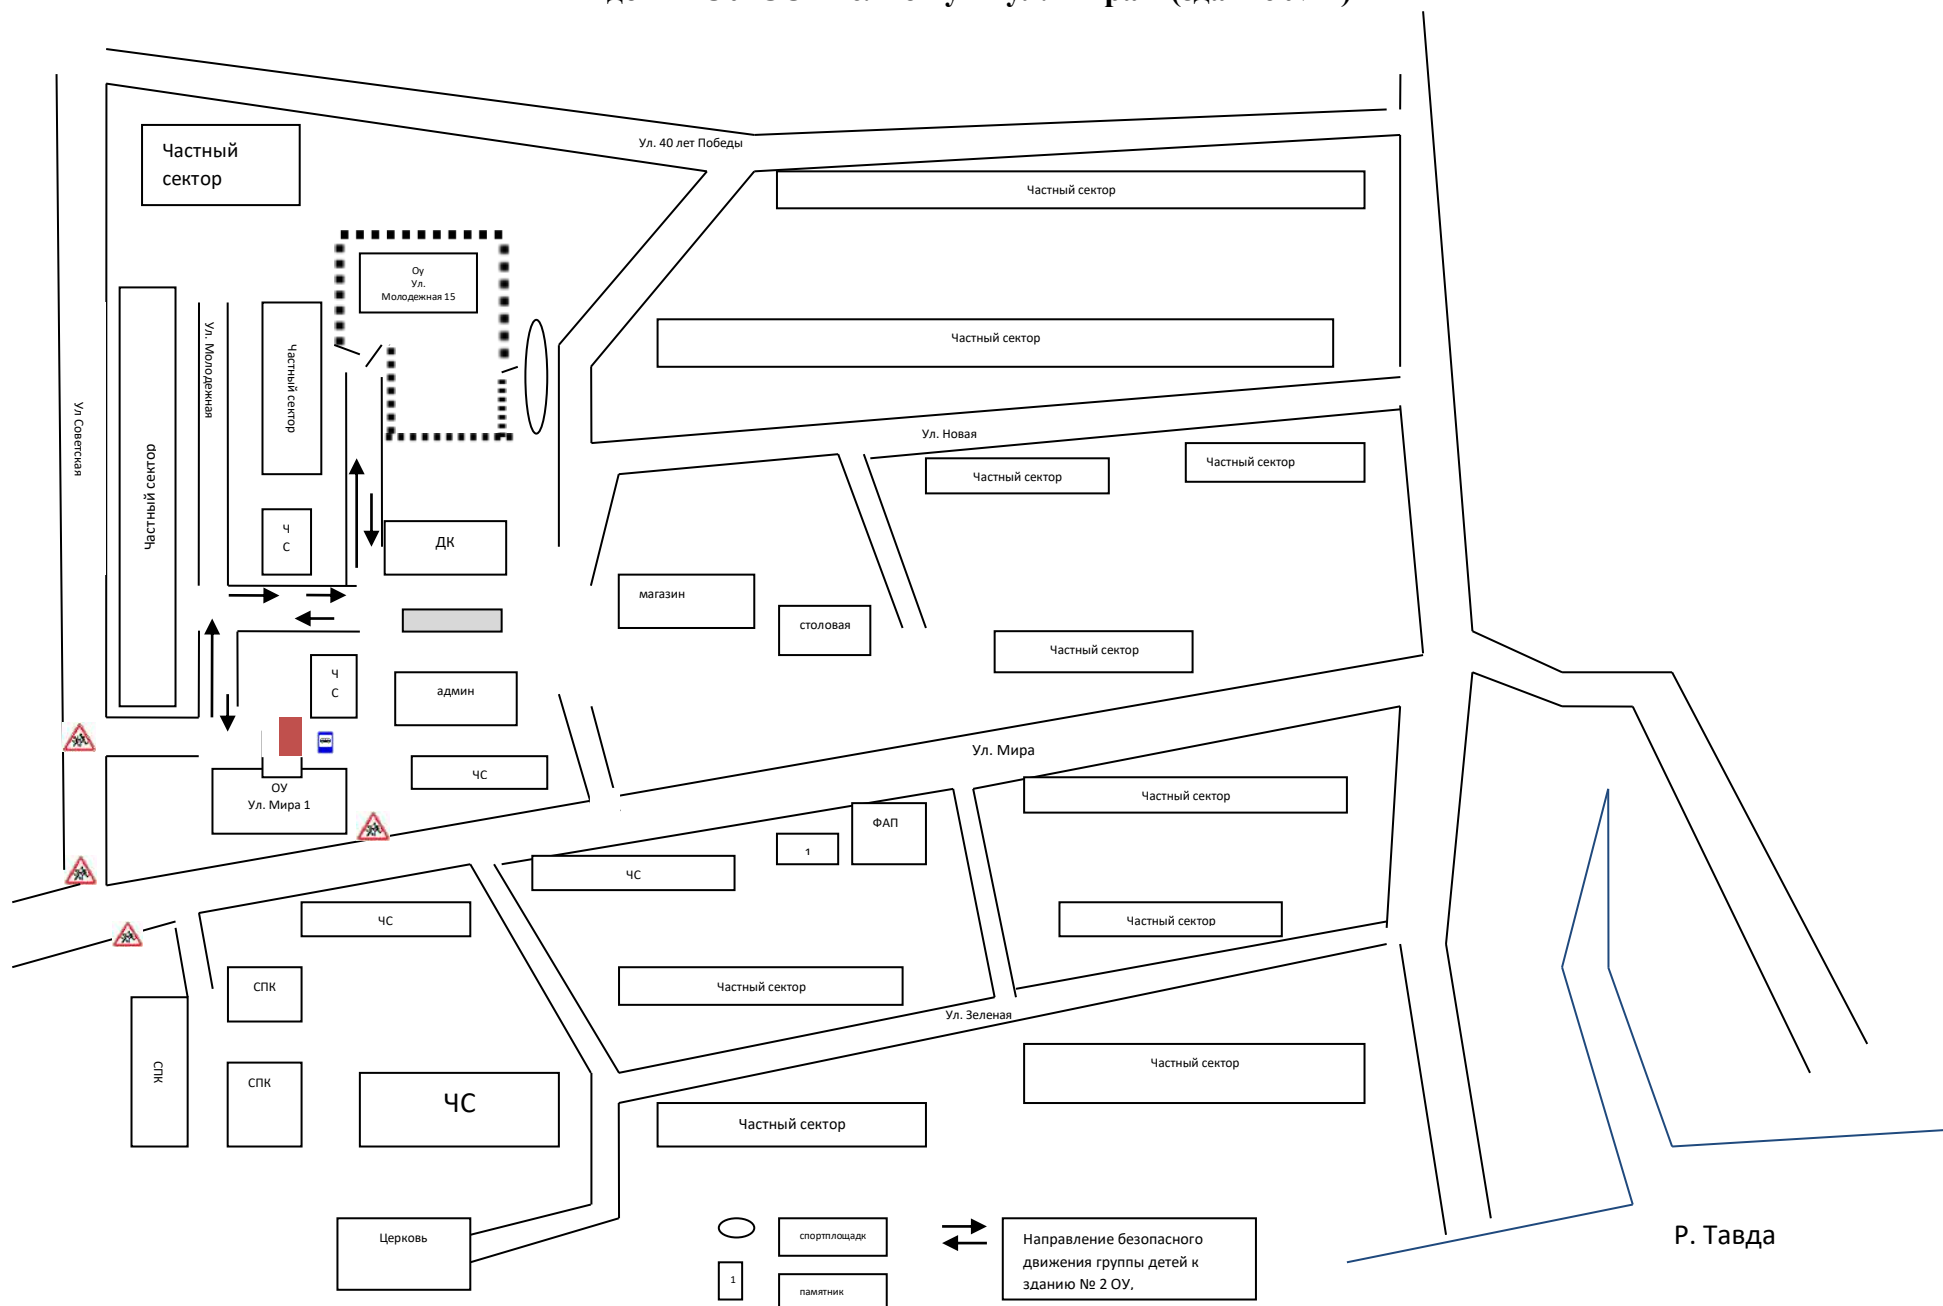 Ул. 40 лет Победы
Частный
сектор
Частный сектор
Оу
Ул.
Молодежная 15
Ул. Молодежная
Частный сектор
Частный сектор
Ул Советская
Частный сектор
Ул. Новая
Частный сектор
Частный сектор
Ч
С
ДК
магазин
столовая
Частный сектор
Ч
С
админ
Ул. Мира
ЧС
ОУ
Ул. Мира 1
Частный сектор
ФАП
1
ЧС
ЧС
Частный сектор
СПК
Частный сектор
Ул. Зеленая
СПК
СПК
ЧС
Частный сектор
Частный сектор
Церковь
спортплощадк
Направление безопасного
движения группы детей к
зданию № 2 ОУ,
Р. Тавда
1
памятник